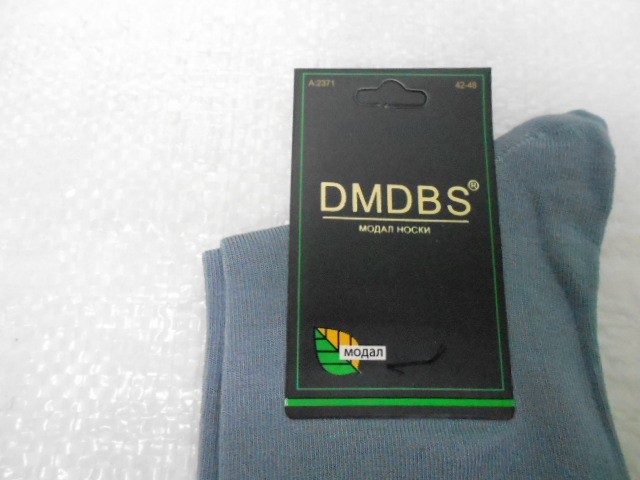 A:2371 42-48
DMDBS®
МОДАЛ НОСКИ
модал